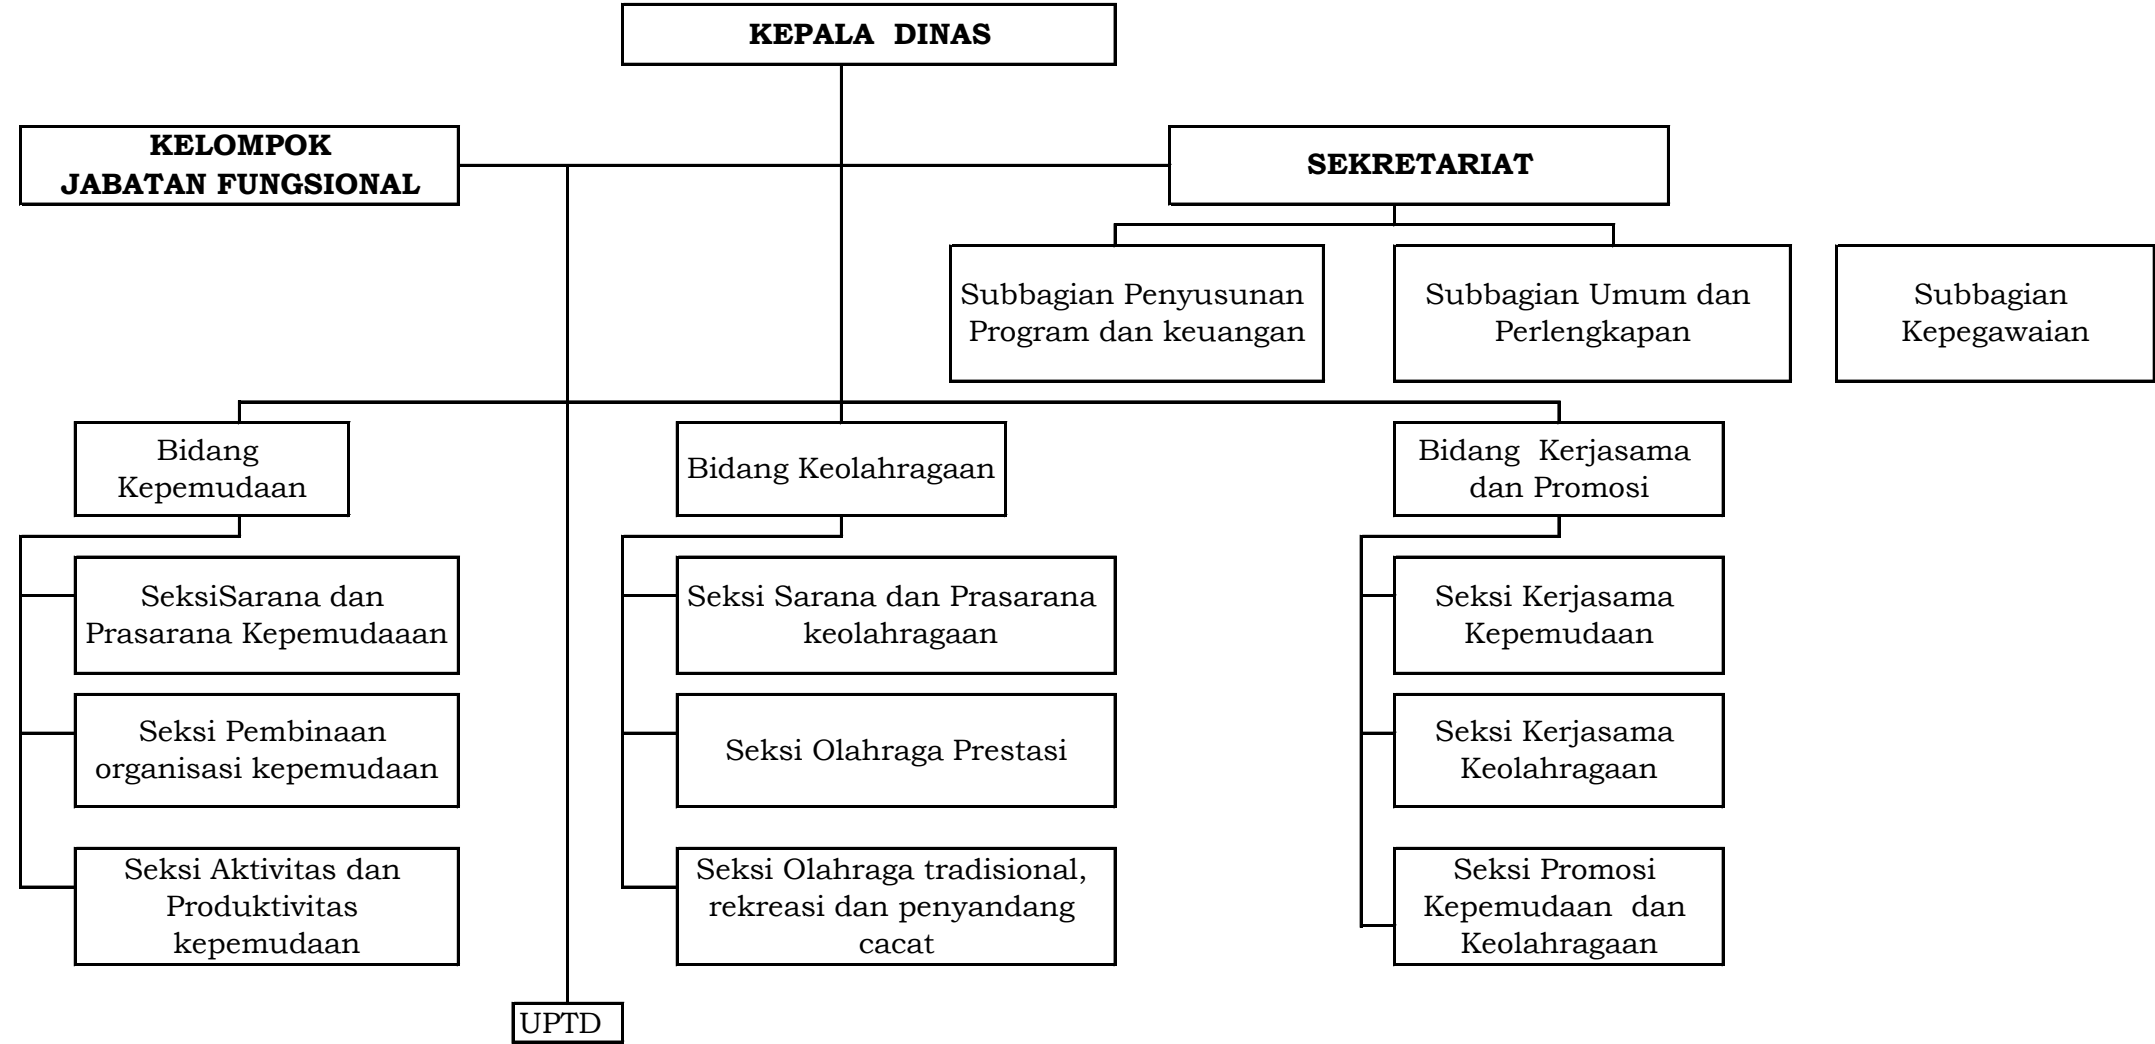 KEPALA  DINAS
KELOMPOK
JABATAN FUNGSIONAL
SEKRETARIAT
Subbagian Penyusunan
Program dan keuangan
Subbagian Umum dan
Perlengkapan
Subbagian
Kepegawaian
Bidang
Kepemudaan
Bidang Keolahragaan
Bidang  Kerjasama
dan Promosi
SeksiSarana dan
Prasarana Kepemudaaan
Seksi Sarana dan Prasarana
keolahragaan
Seksi Kerjasama
Kepemudaan
Seksi Pembinaan
organisasi kepemudaan
Seksi Olahraga Prestasi
Seksi Kerjasama
Keolahragaan
Seksi Aktivitas dan
Produktivitas
kepemudaan
Seksi Olahraga tradisional,
rekreasi dan penyandang
cacat
Seksi Promosi
Kepemudaan  dan
Keolahragaan
UPTD